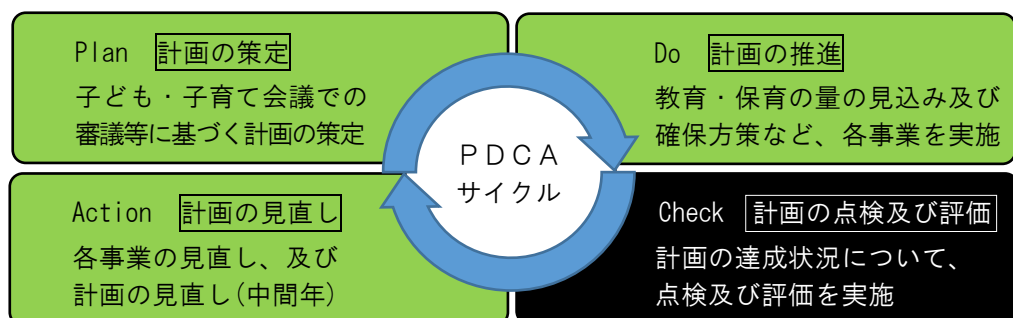 Plan 計画の策定
子ども・子育て会議での
審議等に基づく計画の策定
Do 計画の推進
教育・保育の量の見込み及び
確保方策など、各事業を実施
ＰＤＣＡ
サイクル
Action 計画の見直し
各事業の見直し、及び
計画の見直し(中間年)
Check 計画の点検及び評価
計画の達成状況について、
点検及び評価を実施